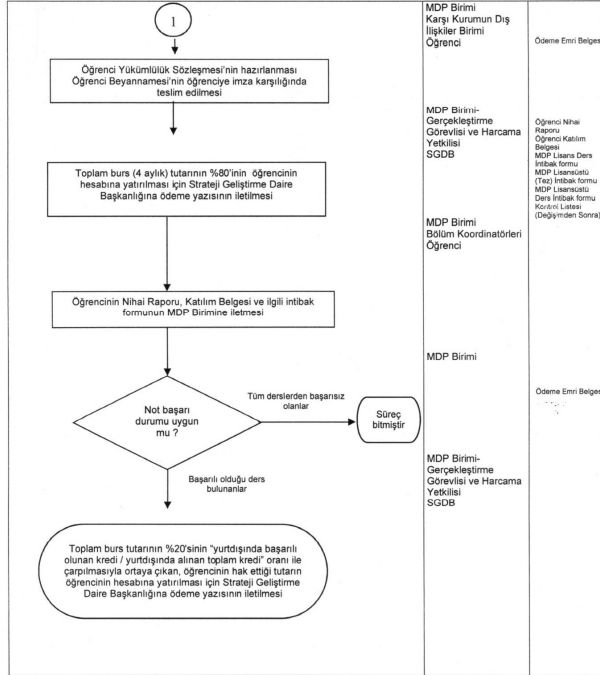 1
Öğrenci Yükümlülük Sözleşmesi'nin hazırlanması
Öğrenci Beyannamesi'nin öğrenciye imza karşılığında
teslim edilmesi
Toplam burs (4 aylık) tutarının %80'inin öğrencinin
hesabına yatırılması için Strateji Geliştirme Daire
Başkanlığına ödeme yazısının iletilmesi
Öğrencinin Nihai Raporu, Katılım Belgesi ve ilgili intibak
formunun MDP Birimine iletmesi
Not başarı
durumu uygun
mu ?
Tüm derslerden başarısız
olanlar
Süreç
bitmiştir
Başarılı olduğu ders
bulunanlar
Toplam burs tutarının %20'sinin "yurtdışında başarılı
olunan kredi / yurtdışında alınan toplam kredi" oranı ile
çarpılmasıyla ortaya çıkan, öğrencinin hak ettiği tutarın
öğrencinin hesabına yatırılması için Strateji Geliştirme
Daire Başkanlığına ödeme yazısının iletilmesi
MDP Birimi
Karşı Kurumun Dış
İlişkiler Birimi
Öğrenci
MDP Birimi-
Gerçekleştirme
Görevlisi ve Harcama
Yetkilisi
SGDB
MDP Birimi
Bölüm Koordinatörleri
Öğrenci
MDP Birimi
MDP Birimi-
Gerçekleştirme
Görevlisi ve Harcama
Yetkilisi
SGDB
Ödeme Emri Belges
Öğrenci Nihai
Raporu
Öğrenci Katılım
Belgesi
MDP Lisans Ders
İntibak formu
MDP Lisansüstü
(Tez) İntibak formu
MDP Lisansüstü
Ders İntibak formu
Kontrol Listesi
(Değişimden Sonra)
Ödeme Emri Belges